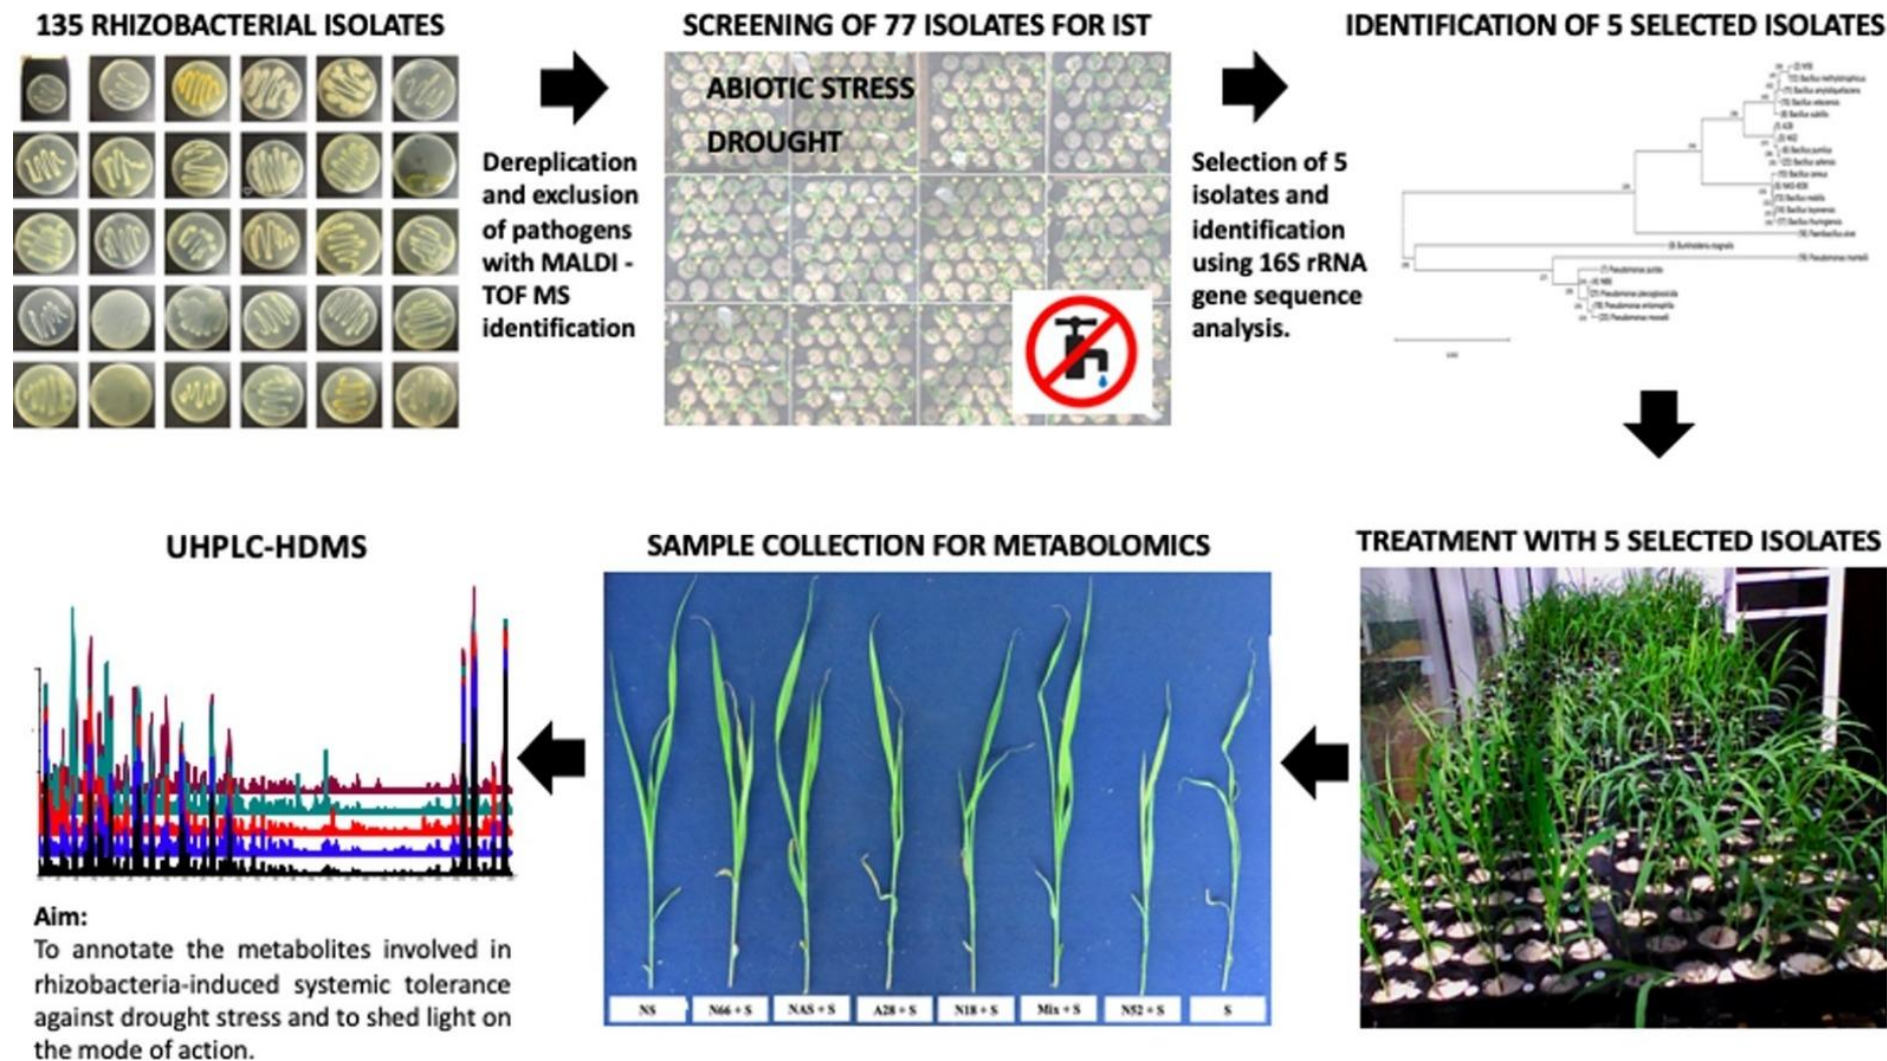 135 RHIZOBACTERIAL ISOLATES
Dereplication
and exclusion
of pathogens
with MALDI -
TOF MS
identification
SCREENING OF 77 ISOLATES FOR IST
ABIOTIC STRESS
DROUGHT
Selection of 5
isolates and
identification
using 16S rRNA
gene sequence
analysis.
IDENTIFICATION OF 5 SELECTED ISOLATES
TREATMENT WITH 5 SELECTED ISOLATES
SAMPLE COLLECTION FOR METABOLOMICS
NS
N66 + S
NAS + S
A28 + S
N18 + S
Mix + S
N52 + S
S
UHPLC-HDMS
Aim:
To annotate the metabolites involved in
rhizobacteria-induced systemic tolerance
against drought stress and to shed light on
the mode of action.